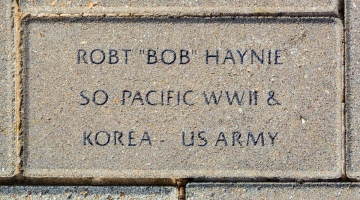 ROBT "BOB" HAYNIE
SO PACIFIC WWII &
KOREA - US ARMY